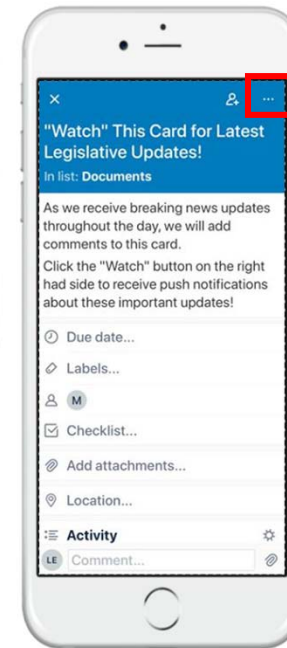 "Watch" This Card for Latest
Legislative Updates!
In list: Documents
As we receive breaking news updates
throughout the day, we will add
comments to this card.
Click the "Watch" button on the right
had side to receive push notifications
about these important updates!
Due date...
Labels...
M
Checklist...
Add attachments...
Location...
Activity
LE Comment...